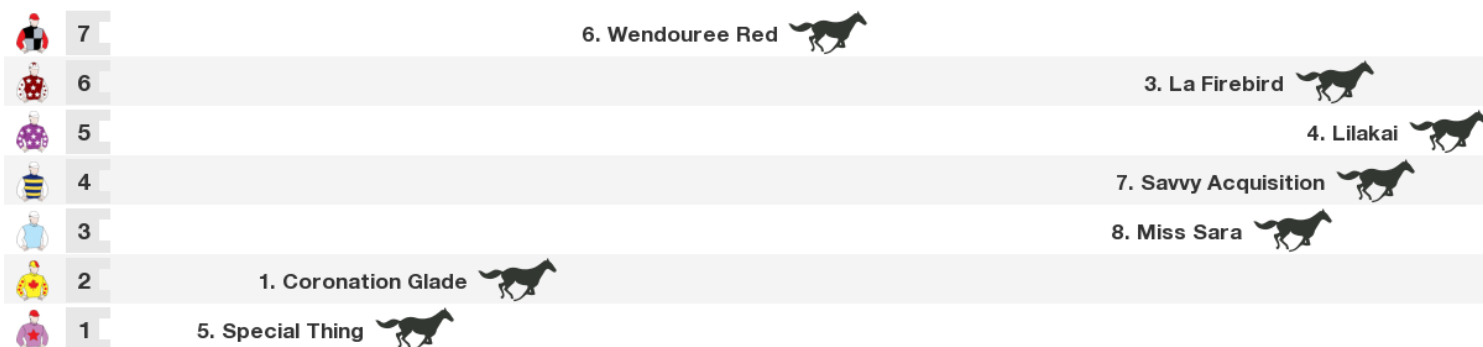 7 6. Wendouree Red
6 3. La Firebird
5 4. Lilakai
4 7. Savvy Acquisition
3 8. Miss Sara
2 1. Coronation Glade
1 5. Special Thing